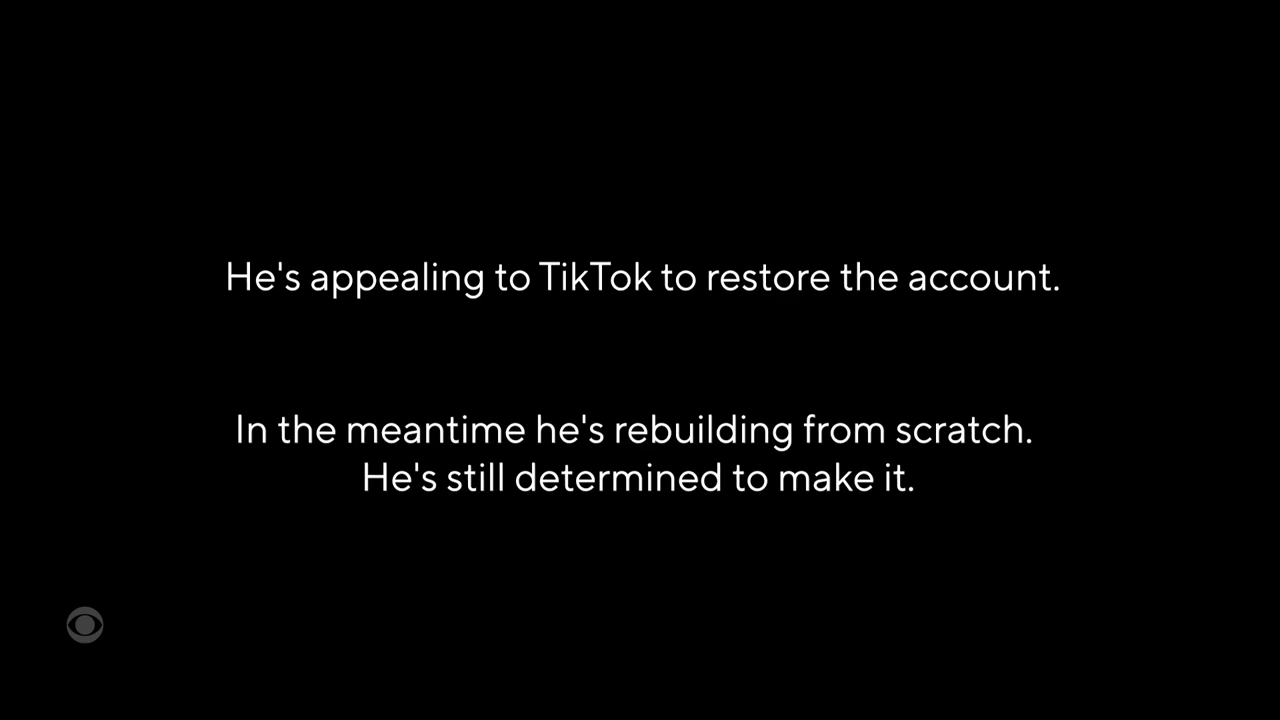 He's appealing to TikTok to restore the account.
In the meantime he's rebuilding from scratch.
He's still determined to make it.